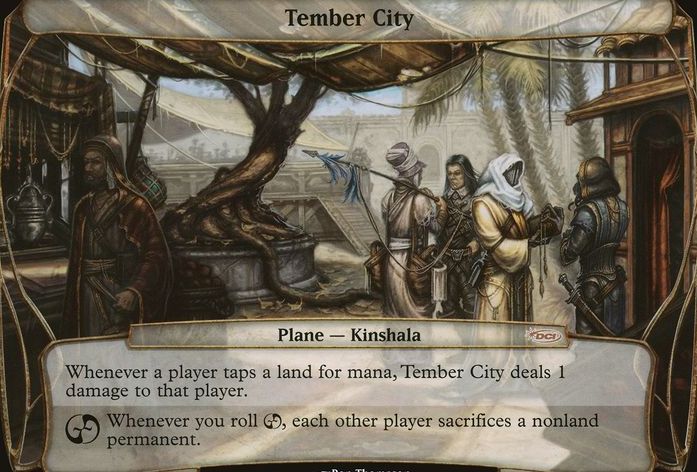 Tember City
Plane — Kinshala
DCI
Whenever a player taps a land for mana, Tember City deals 1
damage to that player.
Whenever you roll , each other player sacrifices a nonland
permanent.